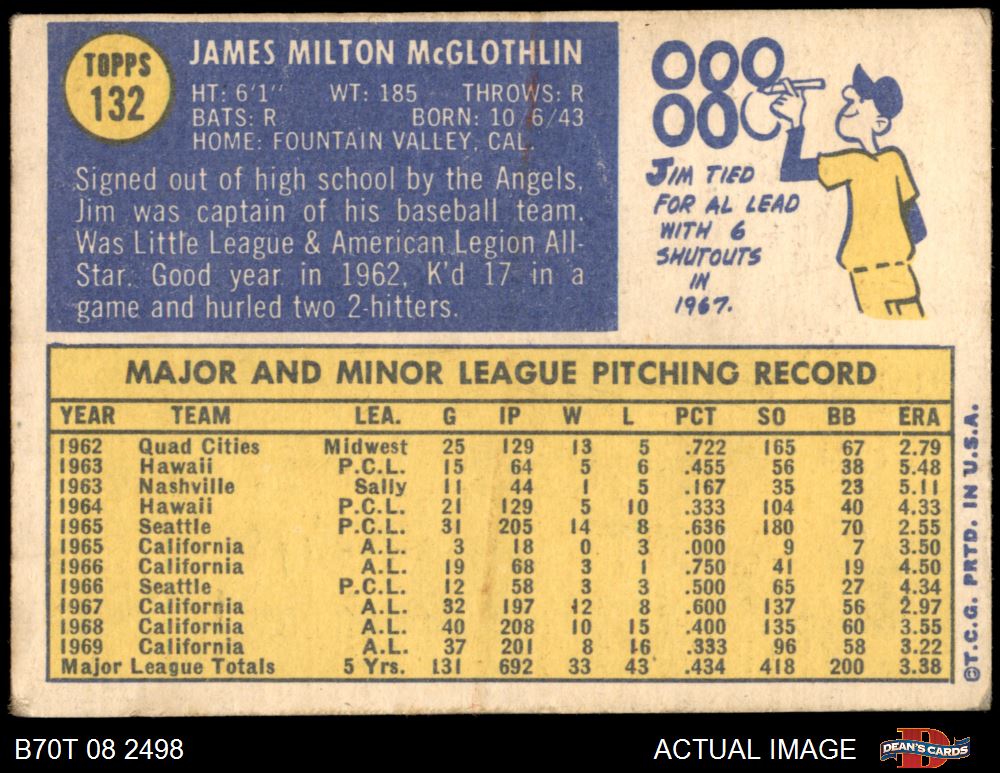 TOPPS
132
JAMES MILTON McGLOTHLIN
HT: 6'1" WT: 185 THROWS: R
BATS: R BORN: 10/6/43
HOME: FOUNTAIN VALLEY, CAL.
Signed out of high school by the Angels,
Jim was captain of his baseball team.
Was Little League & American Legion All-
Star. Good year in 1962, K'd 17 in a
game and hurled two 2-hitters.
000
000
JIM TIED
FOR AL LEAD
WITH 6
SHUTOUTS
IN
1967.
MAJOR AND MINOR LEAGUE PITCHING RECORD
YEAR TEAM LEA. G IP W L PCT SO BB ERA
1962 Quad Cities Midwest 25 129 13 5 .722 165 67 2.79
1963 Hawaii P.C.L. 15 64 5 6 .455 56 38 5.48
1963 Nashville Sally 11 44 1 5 .167 35 23 5.11
1964 Hawaii P.C.L. 21 129 5 10 .333 104 40 4.33
1965 Seattle P.C.L. 31 205 14 8 .636 180 70 2.55
1965 California A.L. 3 18 0 3 .000 9 7 3.50
1966 California A.L. 19 68 3 1 .750 41 19 4.50
1966 Seattle P.C.L. 12 58 3 3 .500 65 27 4.34
1967 California A.L. 32 197 12 8 .600 137 56 2.97
1968 California A.L. 40 208 10 15 .400 135 60 3.55
1969 California A.L. 37 201 8 16 .333 96 58 3.22
Major League Totals 5 Yrs. 131 692 33 43 .434 418 200 3.38
©T.C.G. PRTD. IN U.S.A.
B70T 08 2498
ACTUAL IMAGE
DEAN'S CARDS